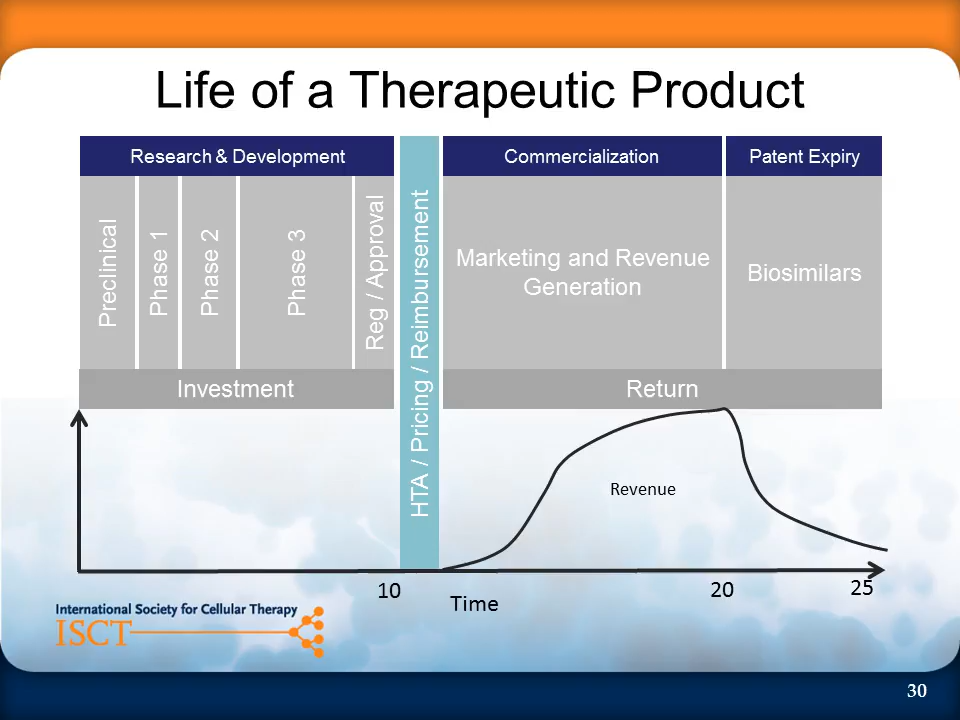 Life of a Therapeutic Product
Research & Development
Commercialization
Patent Expiry
Preclinical
Phase 1
Phase 2
Phase 3
Reg / Approval
HTA / Pricing / Reimbursement
Marketing and Revenue
Generation
Biosimilars
Investment
Return
Revenue
10
20
25
Time
International Society for Cellular Therapy
ISCT
30